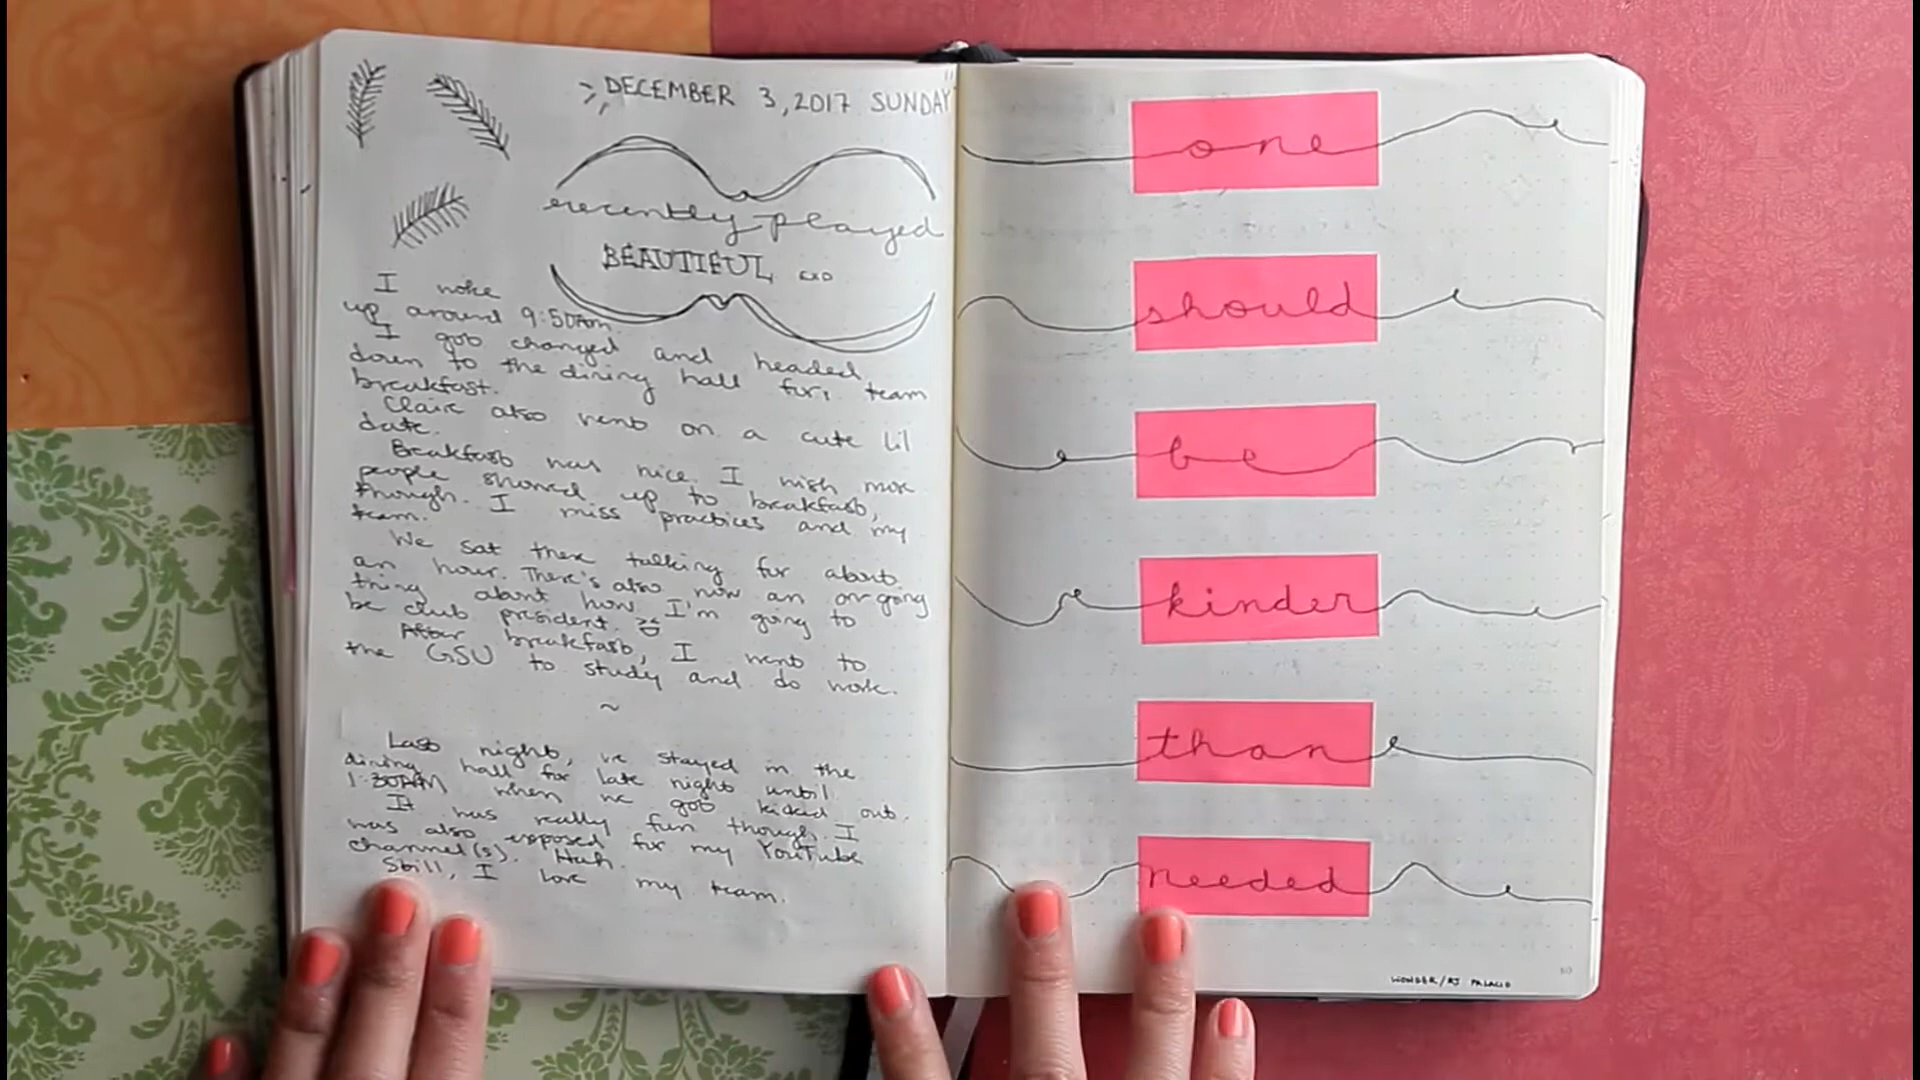 DECEMBER 3, 2017 SUNDAY
recently played
BEAUTIFUL EXO
I woke
up around 9:50AM.
I got changed and headed
down to the dining hall for team
breakfast.
Claire also went on a cute lil
date.
Breakfast was nice. I wish more
people showed up to breakfast,
though. I miss practices and my
team.
We sat there talking for about
an hour. There's also now an on-going
thing about how I'm going to
be club president.
After breakfast, I went to
the GSU to study and do work.
~
Last night, we stayed in the
dining hall for late night until
1:30AM when we got kicked out.
It was really fun though. I
was also exposed for my YouTube
channel(s). Huh.
Still, I love my team.
one
should
be
kinder
than
needed
WONDER/RJ PALACIO